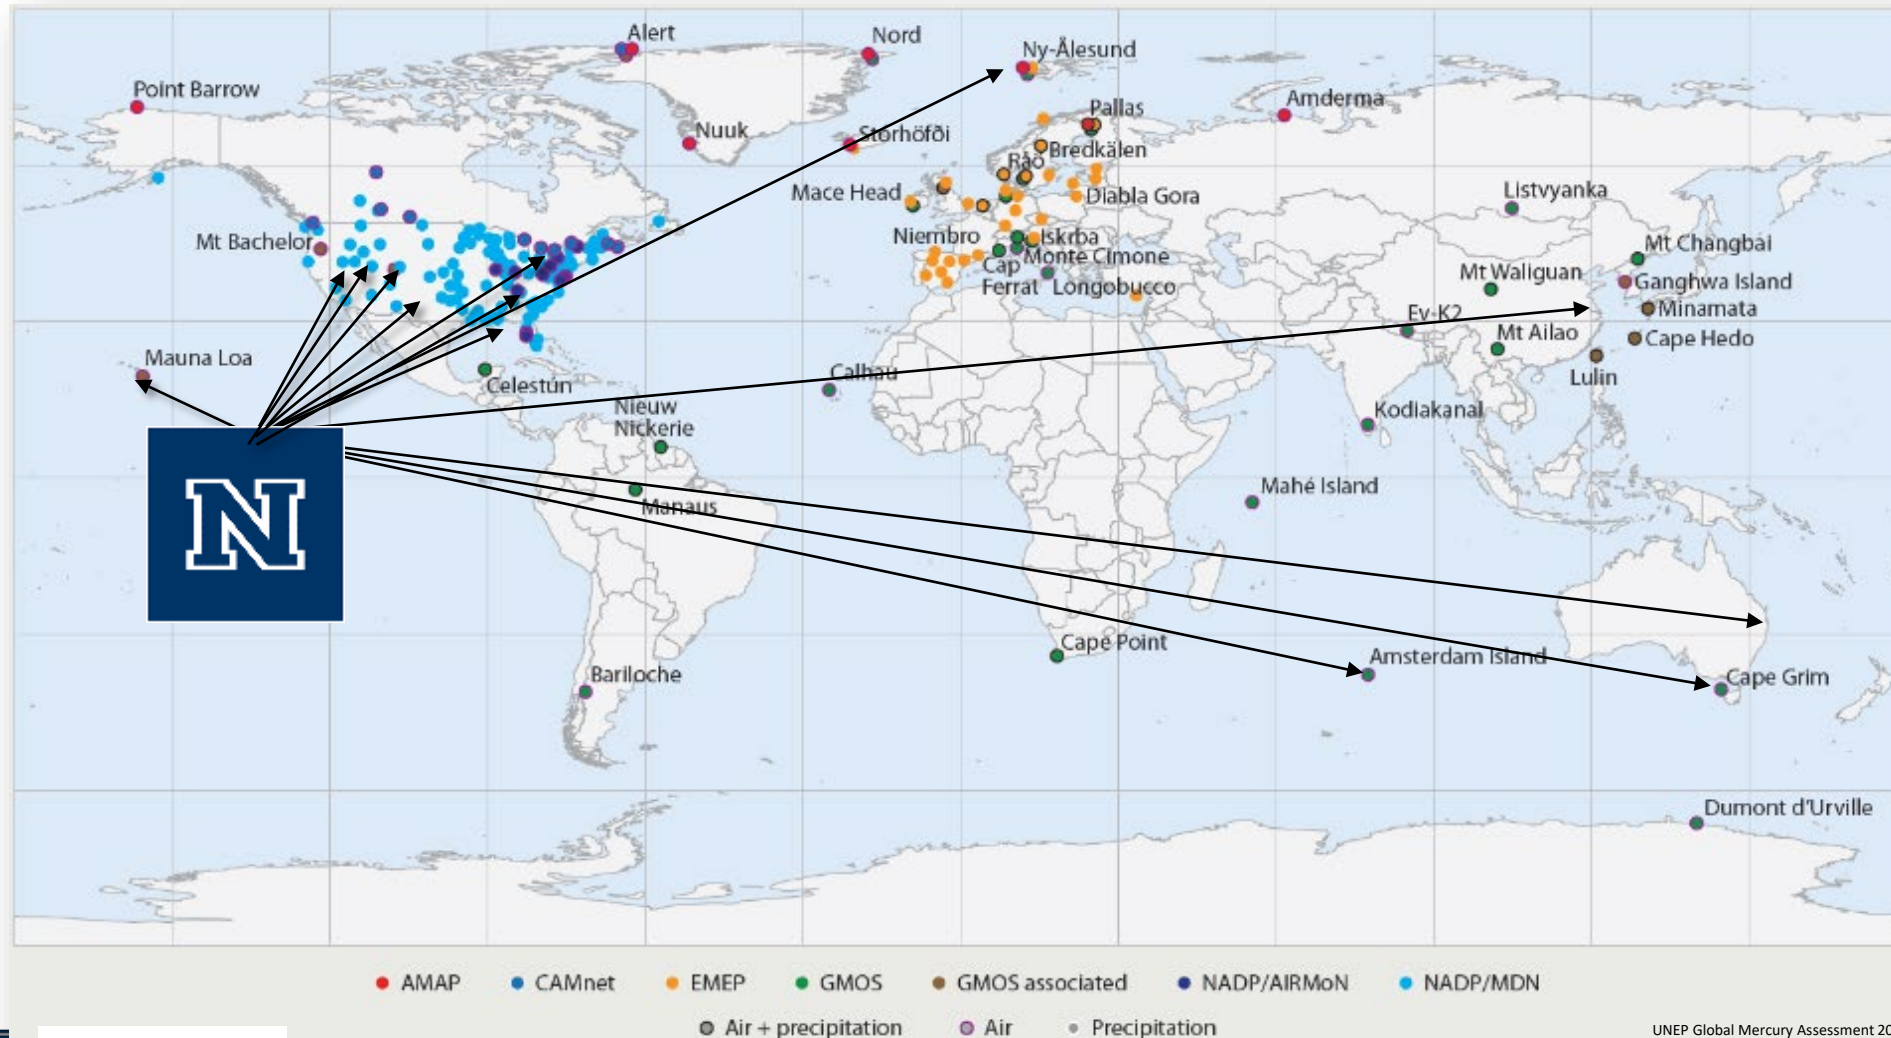 Alert
Nord
Ny-Ålesund
Point Barrow
Amderma
Pallas
Nuuk
Storhöfði
Bredkälen
Råö
Mace Head
Diabla Gora
Listvyanka
Mt Bachelor
Niembro
Iskrba
Mt Changbai
Monte Cimone
Cap
Ferrat
Longobucco
Mt Waliguan
Ganghwa Island
Minamata
Ev-K2
Mt Ailao
Cape Hedo
Mauna Loa
Celestún
Calhau
Lulin
Nieuw
Nickerie
Kodiakanal
N
Manaus
Mahé Island
Cape Point
Amsterdam Island
Bariloche
Cape Grim
Dumont d'Urville
AMAP CAMnet EMEP GMOS GMOS associated NADP/AIRMoN NADP/MDN
Air + precipitation Air Precipitation
UNEP Global Mercury Assessment 20